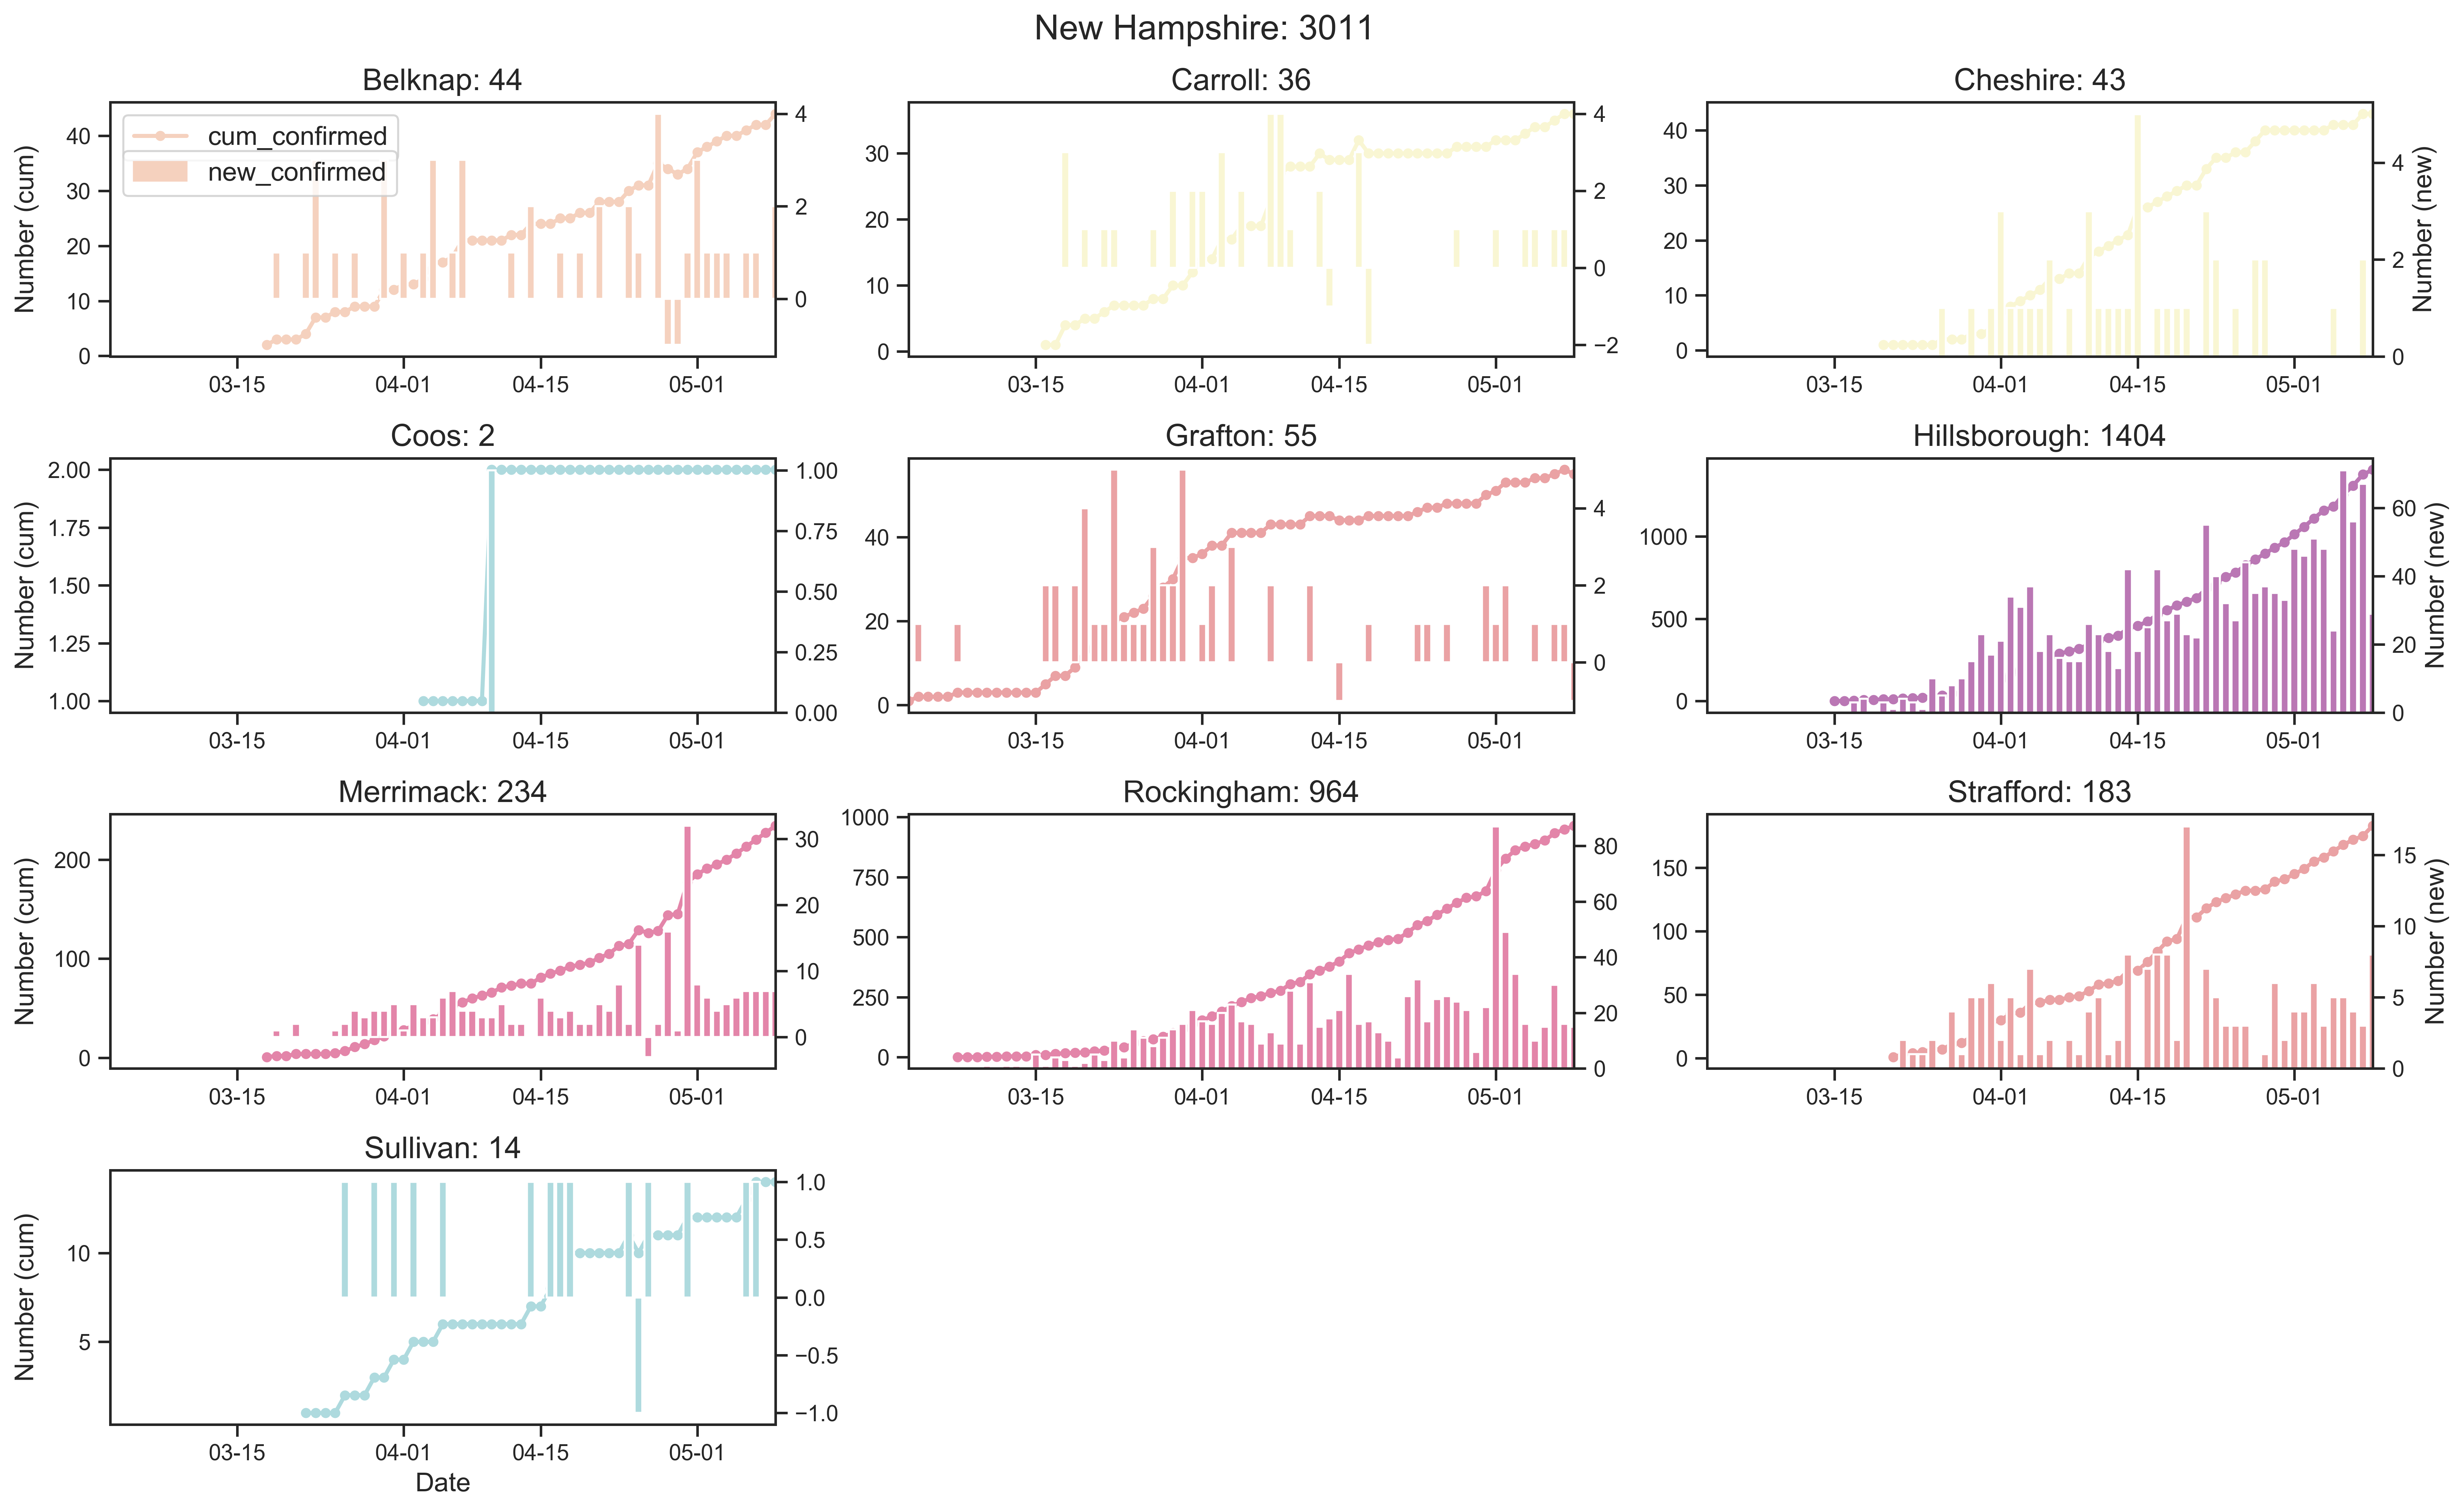 New Hampshire: 3011
Belknap: 44
Number (cum)
40
30
20
10
0
cum_confirmed
new_confirmed
4
2
0
03-15 04-01 04-15 05-01
Carroll: 36
30
20
10
0
4
2
0
−2
03-15 04-01 04-15 05-01
Cheshire: 43
40
30
20
10
0
4
2
0
Number (new)
03-15 04-01 04-15 05-01
Coos: 2
Number (cum)
2.00
1.75
1.50
1.25
1.00
1.00
0.75
0.50
0.25
0.00
03-15 04-01 04-15 05-01
Grafton: 55
40
20
0
4
2
0
03-15 04-01 04-15 05-01
Hillsborough: 1404
1000
500
0
60
40
20
0
Number (new)
03-15 04-01 04-15 05-01
Merrimack: 234
Number (cum)
200
100
0
30
20
10
0
03-15 04-01 04-15 05-01
Rockingham: 964
1000
750
500
250
0
80
60
40
20
0
03-15 04-01 04-15 05-01
Strafford: 183
150
100
50
0
15
10
5
0
Number (new)
03-15 04-01 04-15 05-01
Sullivan: 14
Number (cum)
10
5
1.0
0.5
0.0
−0.5
−1.0
03-15 04-01 04-15 05-01
Date